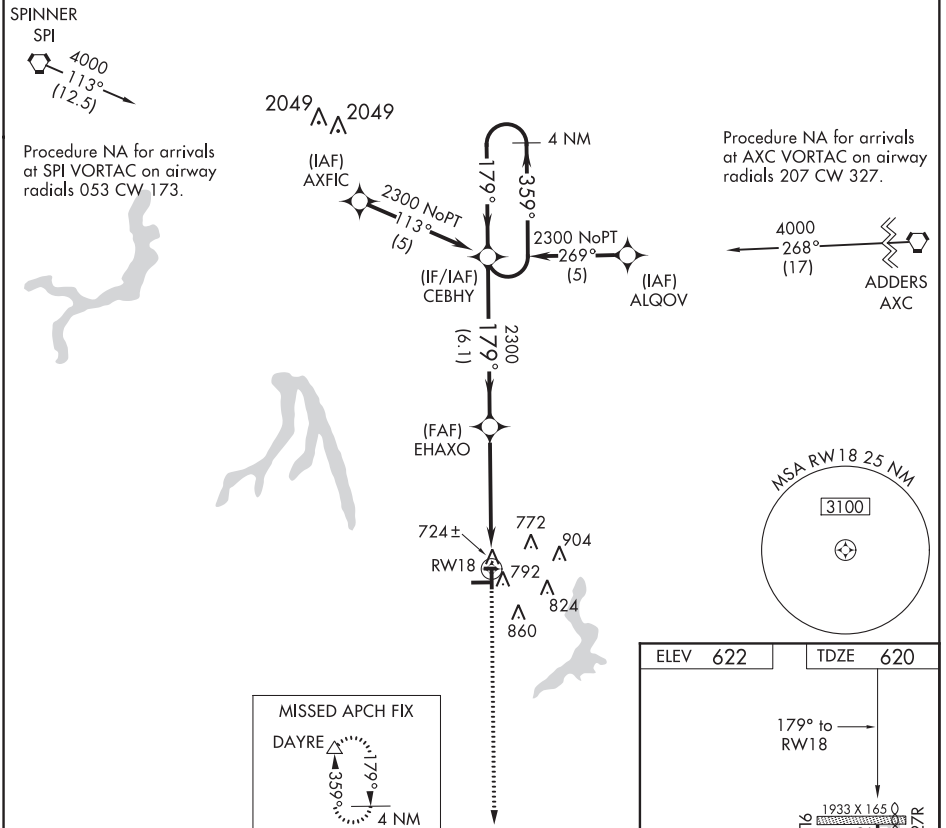 SPINNER
SPI
4000
113°
(12.5)
Procedure NA for arrivals
at SPI VORTAC on airway
radials 053 CW 173.
2049
2049
(IAF)
AXFIC
2300 NoPT
113°
(5)
179°
359°
4 NM
2300 NoPT
269°
(5)
(IAF)
ALQOV
(IF/IAF)
CEBHY
Procedure NA for arrivals
at AXC VORTAC on airway
radials 207 CW 327.
4000
268°
(17)
ADDERS
AXC
2300
179°
(6.1)
(FAF)
EHAXO
724±
RW18
772
904
792
824
860
MSA RW18 25 NM
3100
MISSED APCH FIX
DAYRE
359°
179°
4 NM
ELEV 622
TDZE 620
179° to
RW18
1933 X 165
27R